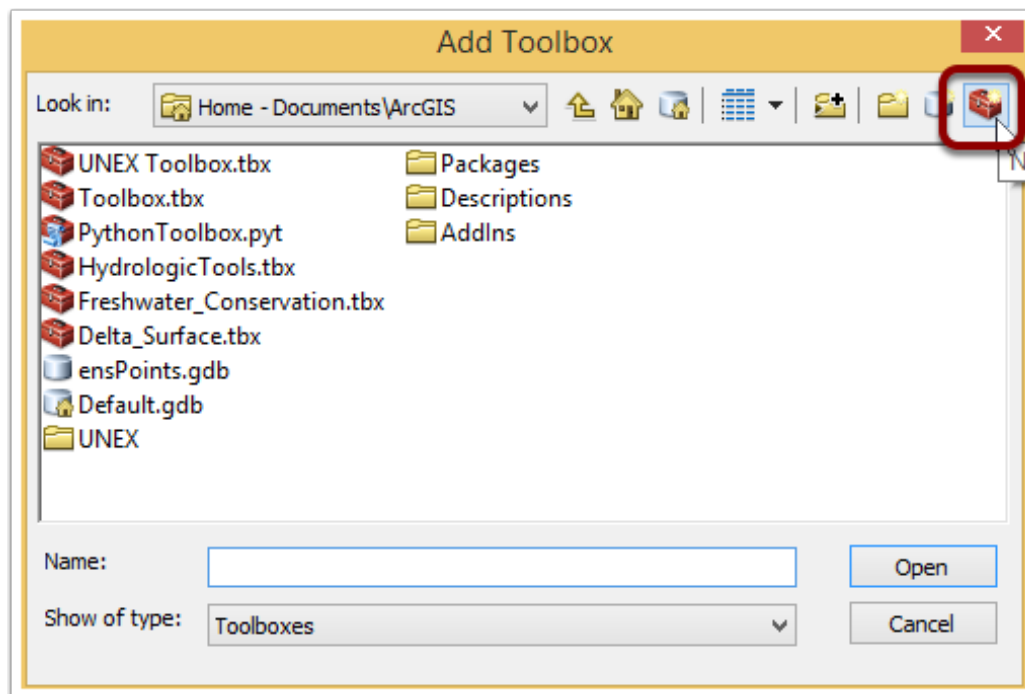 Add Toolbox
Look in:
Home - Documents\ArcGIS
UNEX Toolbox.tbx
Toolbox.tbx
PythonToolbox.pyt
HydrologicTools.tbx
Freshwater_Conservation.tbx
Delta_Surface.tbx
ensPoints.gdb
Default.gdb
UNEX
Packages
Descriptions
AddIns
Name:
Open
Show of type:
Toolboxes
Cancel